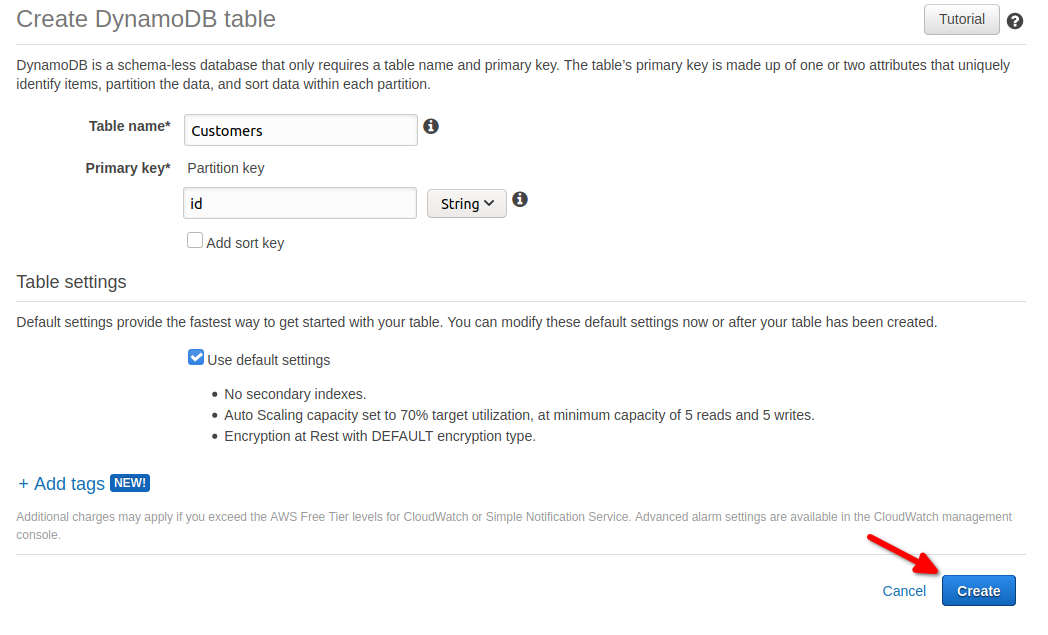 Create DynamoDB table
Tutorial
DynamoDB is a schema-less database that only requires a table name and primary key. The table's primary key is made up of one or two attributes that uniquely
identify items, partition the data, and sort data within each partition.
Table name* Customers
Primary key* Partition key
id String
Add sort key
Table settings
Default settings provide the fastest way to get started with your table. You can modify these default settings now or after your table has been created.
Use default settings
• No secondary indexes.
• Auto Scaling capacity set to 70% target utilization, at minimum capacity of 5 reads and 5 writes.
• Encryption at Rest with DEFAULT encryption type.
+ Add tags NEW!
Additional charges may apply if you exceed the AWS Free Tier levels for CloudWatch or Simple Notification Service. Advanced alarm settings are available in the CloudWatch management
console.
Cancel Create